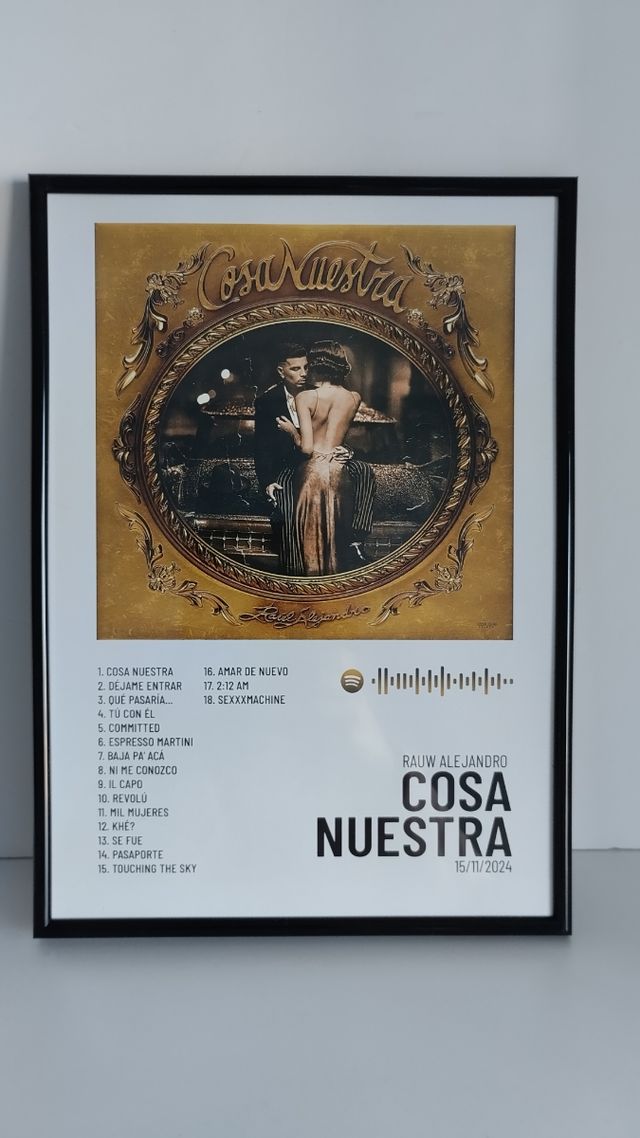 Cosa Nuestra
Rauw Alejandro
1. COSA NUESTRA
2. DÉJAME ENTRAR
3. QUÉ PASARÍA...
4. TÚ CON ÉL
5. COMMITTED
6. ESPRESSO MARTINI
7. BAJA PA' ACÁ
8. NI ME CONOZCO
9. IL CAPO
10. REVOLÚ
11. MIL MUJERES
12. KHÉ?
13. SE FUE
14. PASAPORTE
15. TOUCHING THE SKY
16. AMAR DE NUEVO
17. 2:12 AM
18. SEXXXMACHINE
RAUW ALEJANDRO
COSA
NUESTRA
15/11/2024